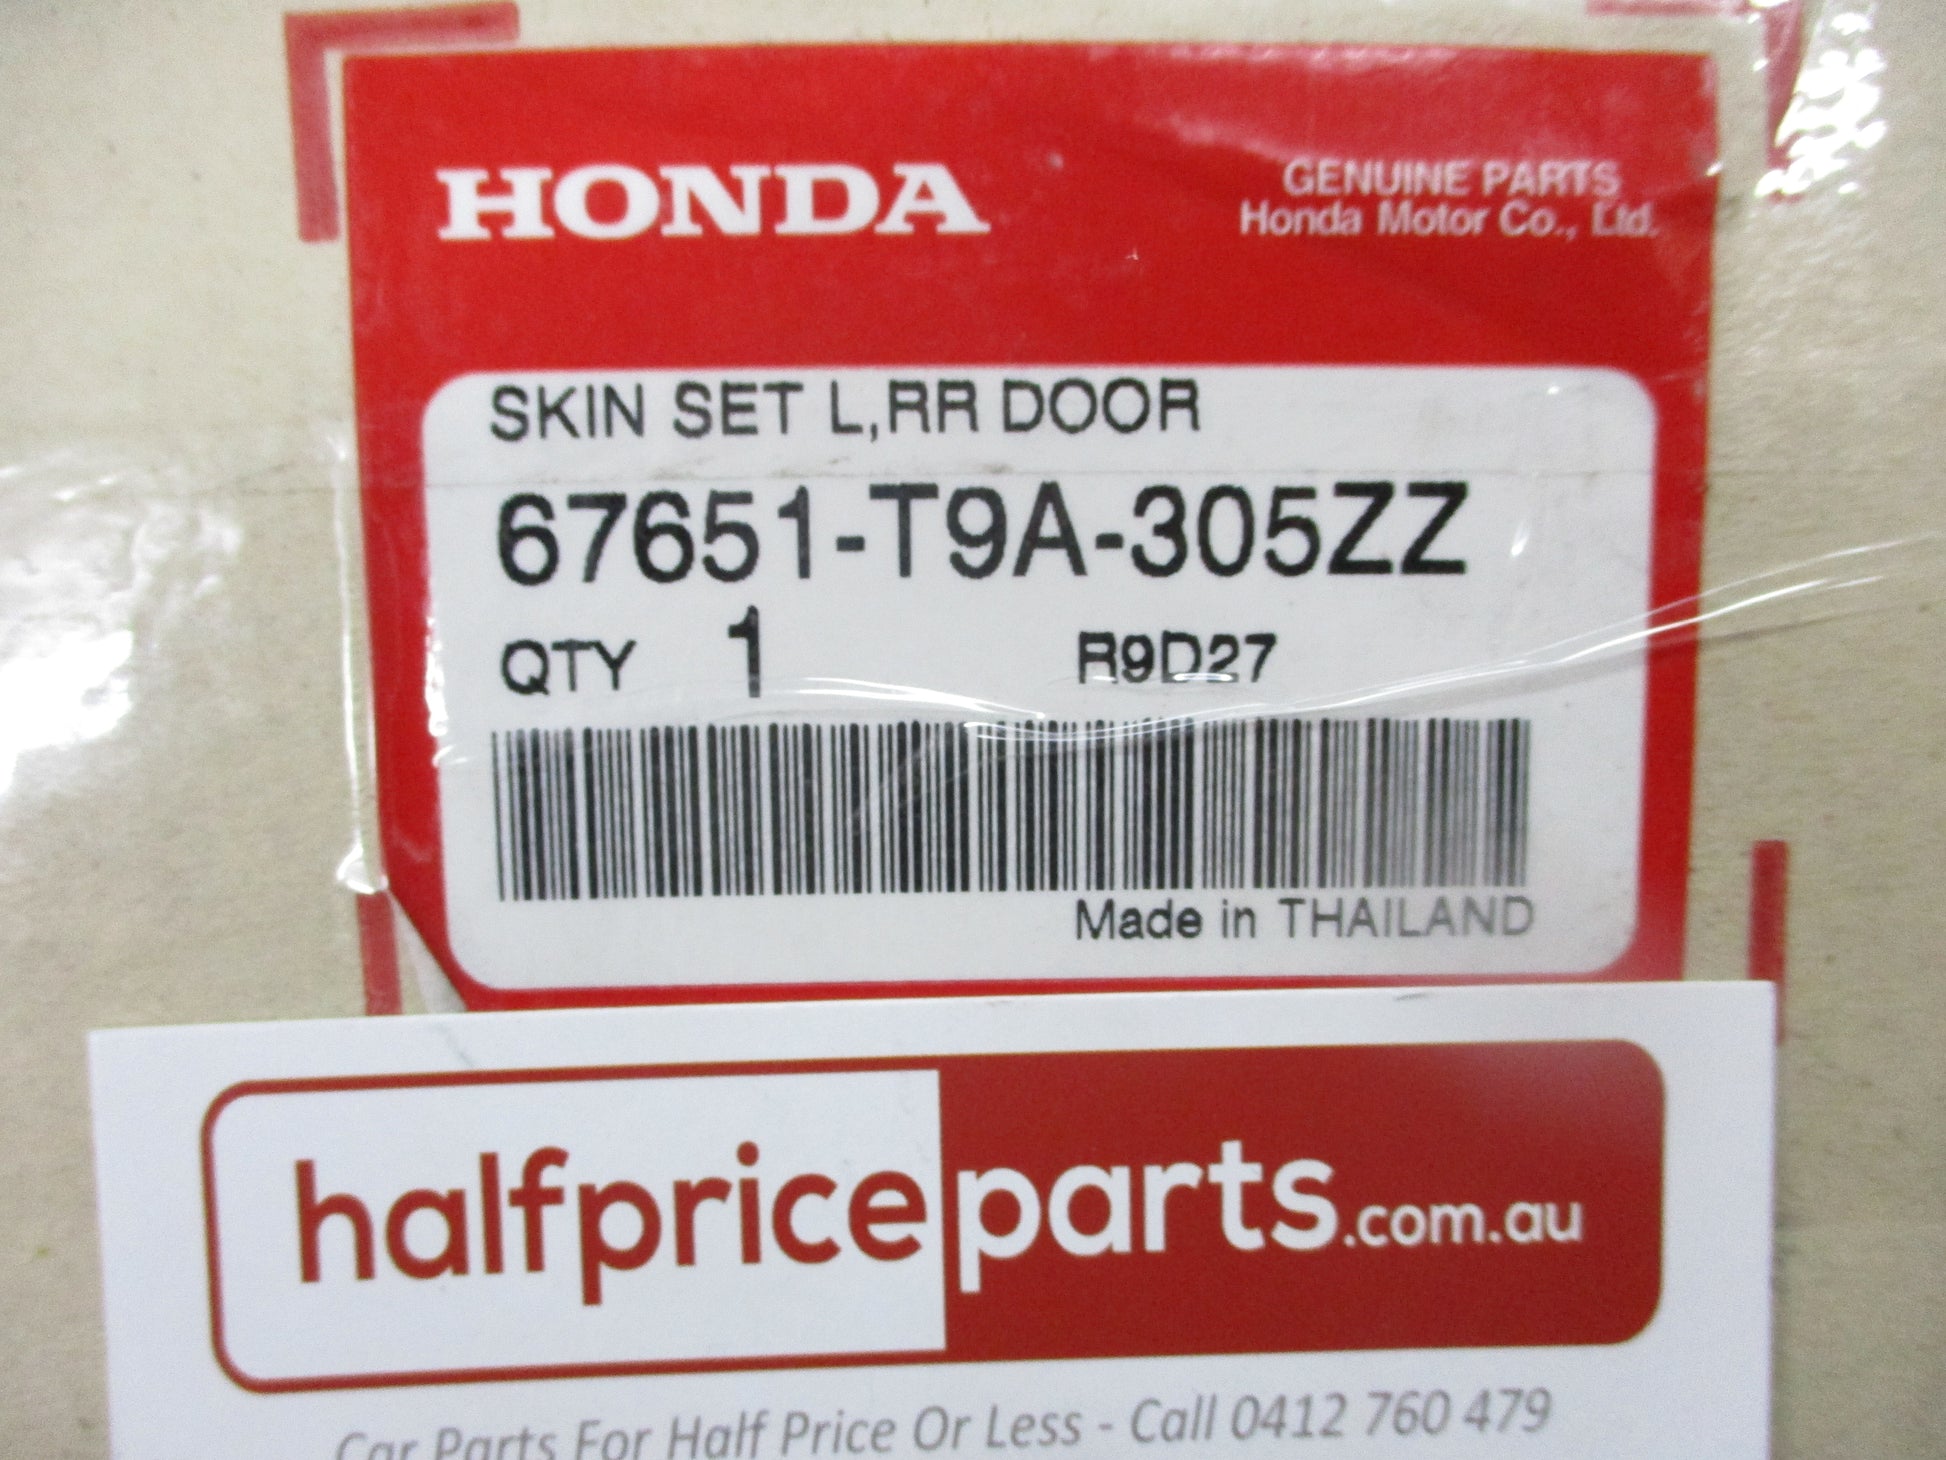 HONDA
GENUINE PARTS
Honda Motor Co., Ltd.
SKIN SET L,RR DOOR
67651-T9A-305ZZ
QTY 1 R9D27
Made in THAILAND
halfpriceparts.com.au
Car Parts For Half Price Or Less - Call 0412 760 479